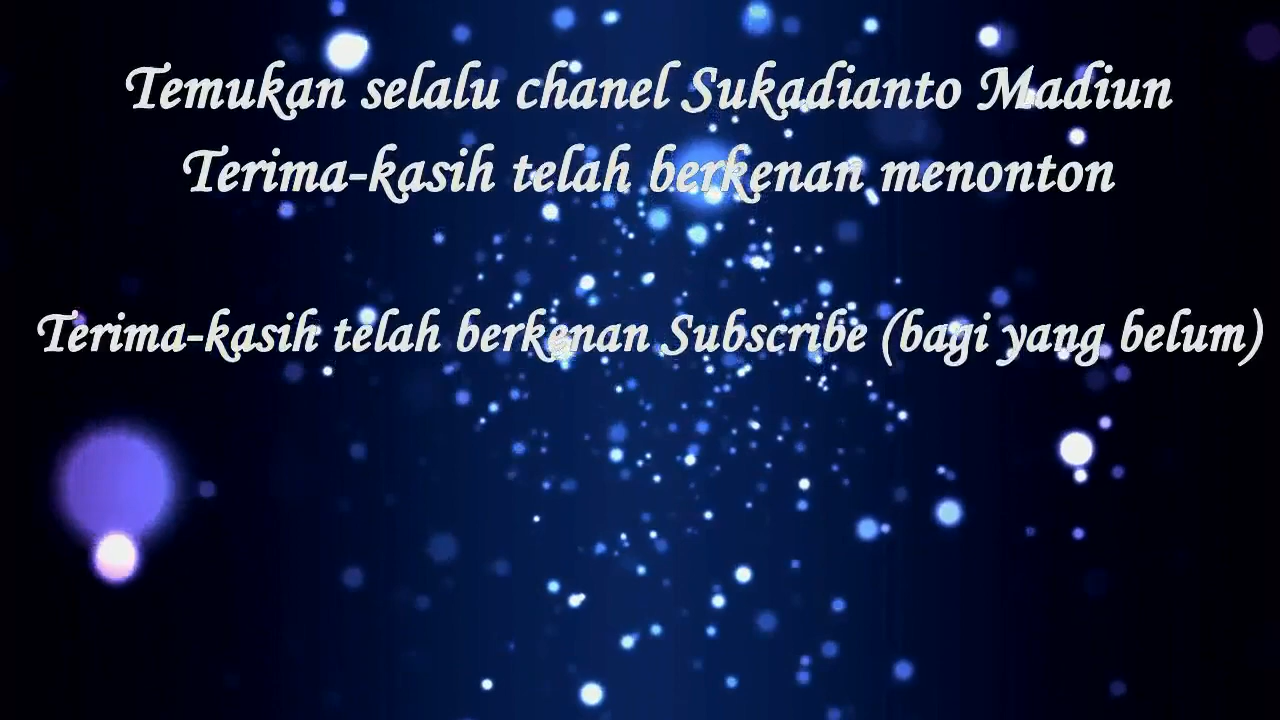 Temukan selalu chanel Sukadianto Madiun
Terima-kasih telah berkenan menonton
Terima-kasih telah berkenan Subscribe (bagi yang belum)